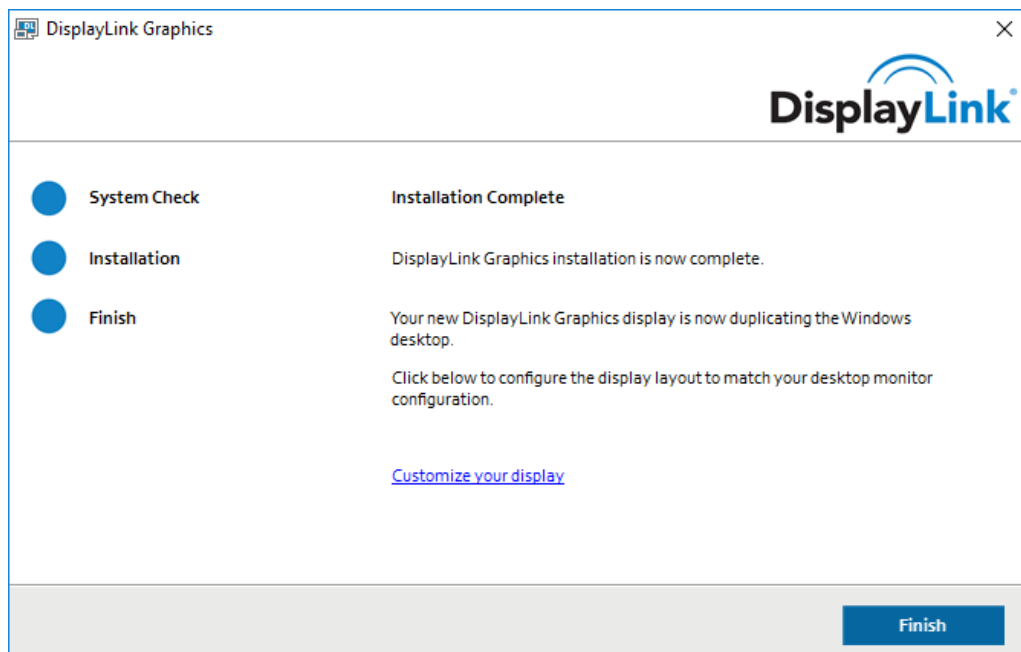 DisplayLink Graphics
DisplayLink
System Check
Installation Complete
Installation
DisplayLink Graphics installation is now complete.
Finish
Your new DisplayLink Graphics display is now duplicating the Windows
desktop.
Click below to configure the display layout to match your desktop monitor
configuration.
Customize your display
Finish